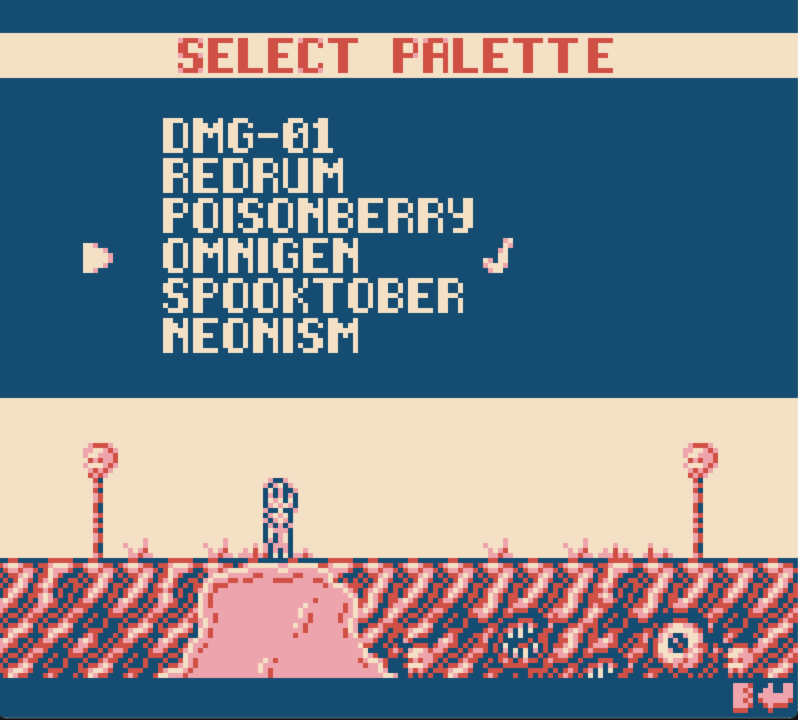 SELECT PALETTE
DMG-01
REDRUM
POISONBERRY
OMNIGEN
SPOOKTOBER
NEONISM
B